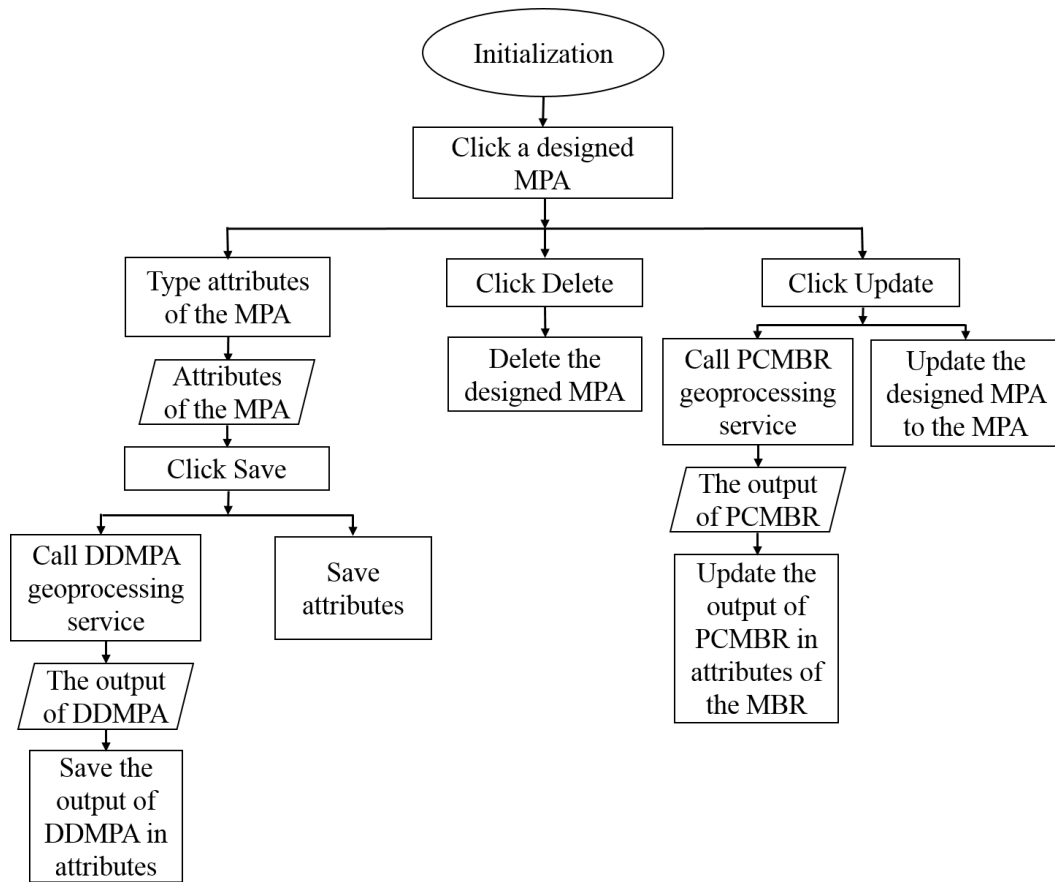 Initialization
Click a designed
MPA
Type attributes
of the MPA
Attributes
of the MPA
Click Save
Call DDMPA
geoprocessing
service
The output
of DDMPA
Save the
output of
DDMPA in
attributes
Save
attributes
Click Delete
Delete the
designed MPA
Click Update
Call PCMBR
geoprocessing
service
The output
of PCMBR
Update the
output of
PCMBR in
attributes of
the MBR
Update the
designed MPA
to the MPA